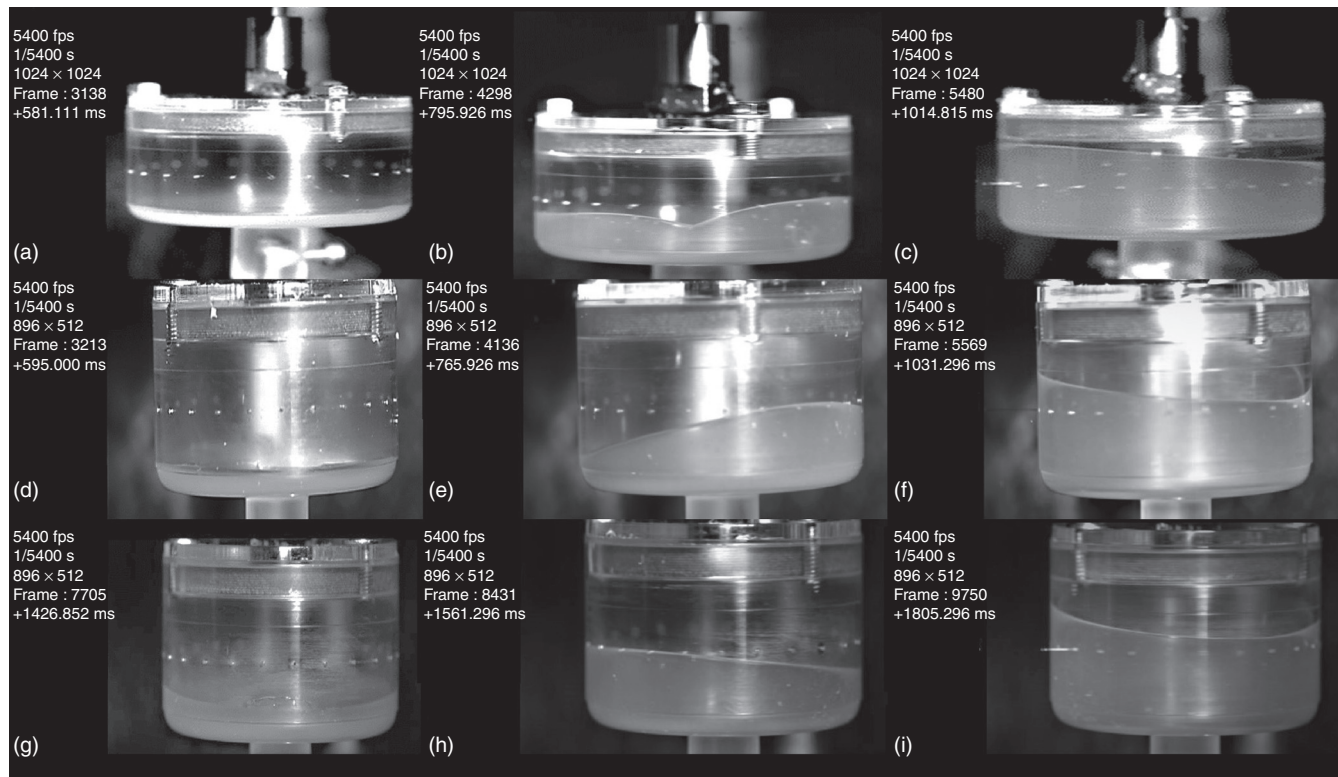 5400 fps
1/5400 s
1024 × 1024
Frame : 3138
+581.111 ms
(a)
5400 fps
1/5400 s
1024 × 1024
Frame : 4298
+795.926 ms
(b)
5400 fps
1/5400 s
1024 × 1024
Frame : 5480
+1014.815 ms
(c)
5400 fps
1/5400 s
896 × 512
Frame : 3213
+595.000 ms
(d)
5400 fps
1/5400 s
896 × 512
Frame : 4136
+765.926 ms
(e)
5400 fps
1/5400 s
896 × 512
Frame : 5569
+1031.296 ms
(f)
5400 fps
1/5400 s
896 × 512
Frame : 7705
+1426.852 ms
(g)
5400 fps
1/5400 s
896 × 512
Frame : 8431
+1561.296 ms
(h)
5400 fps
1/5400 s
896 × 512
Frame : 9750
+1805.296 ms
(i)